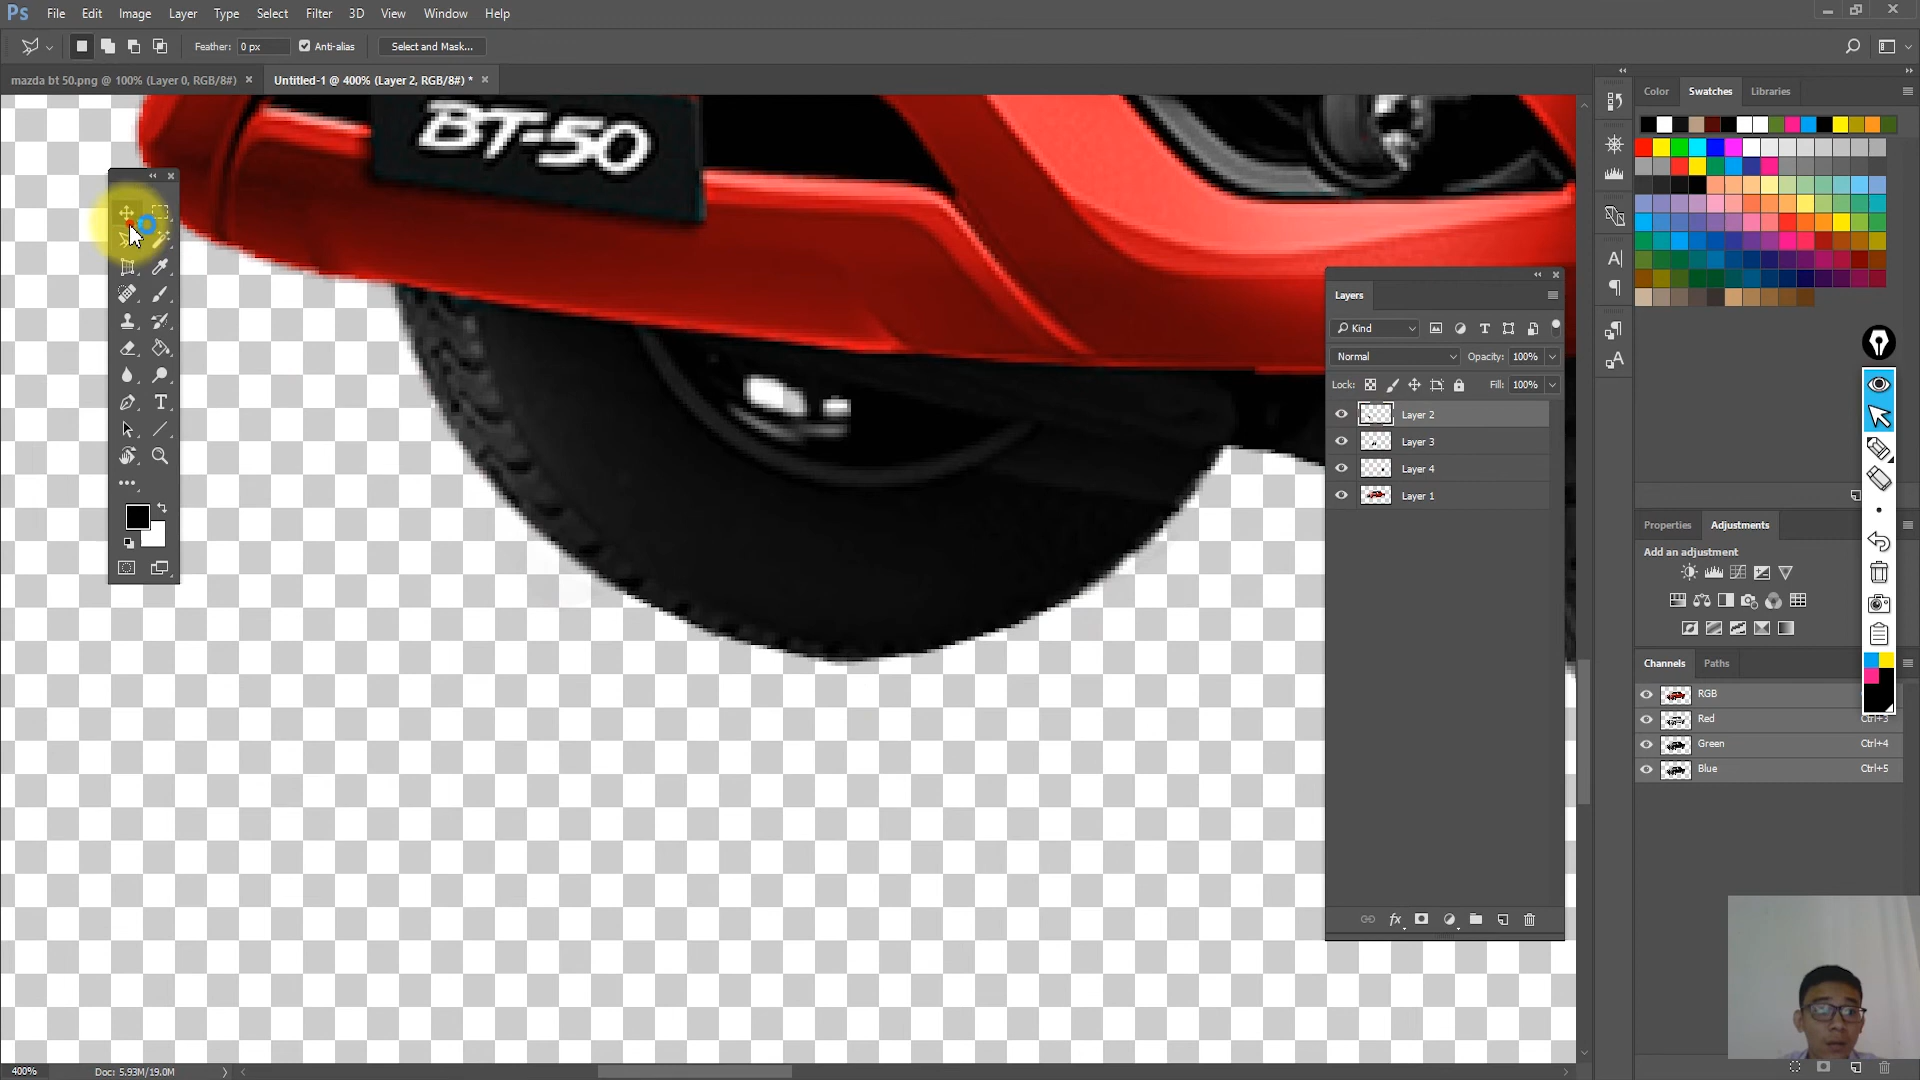 Ps File Edit Image Layer Type Select Filter 3D View Window Help
Feather: 0 px Anti-alias Select and Mask...
mazda bt 50.png @ 100% (Layer 0, RGB/8#) × Untitled-1 @ 400% (Layer 2, RGB/8#) * ×
Color Swatches Libraries
BT-50
Layers
Kind
Normal Opacity: 100%
Lock: Fill: 100%
Layer 2
Layer 3
Layer 4
Layer 1
Properties Adjustments
Add an adjustment
Channels Paths
RGB
Red Ctrl+3
Green Ctrl+4
Blue Ctrl+5
400% Doc: 5.93M/19.0M